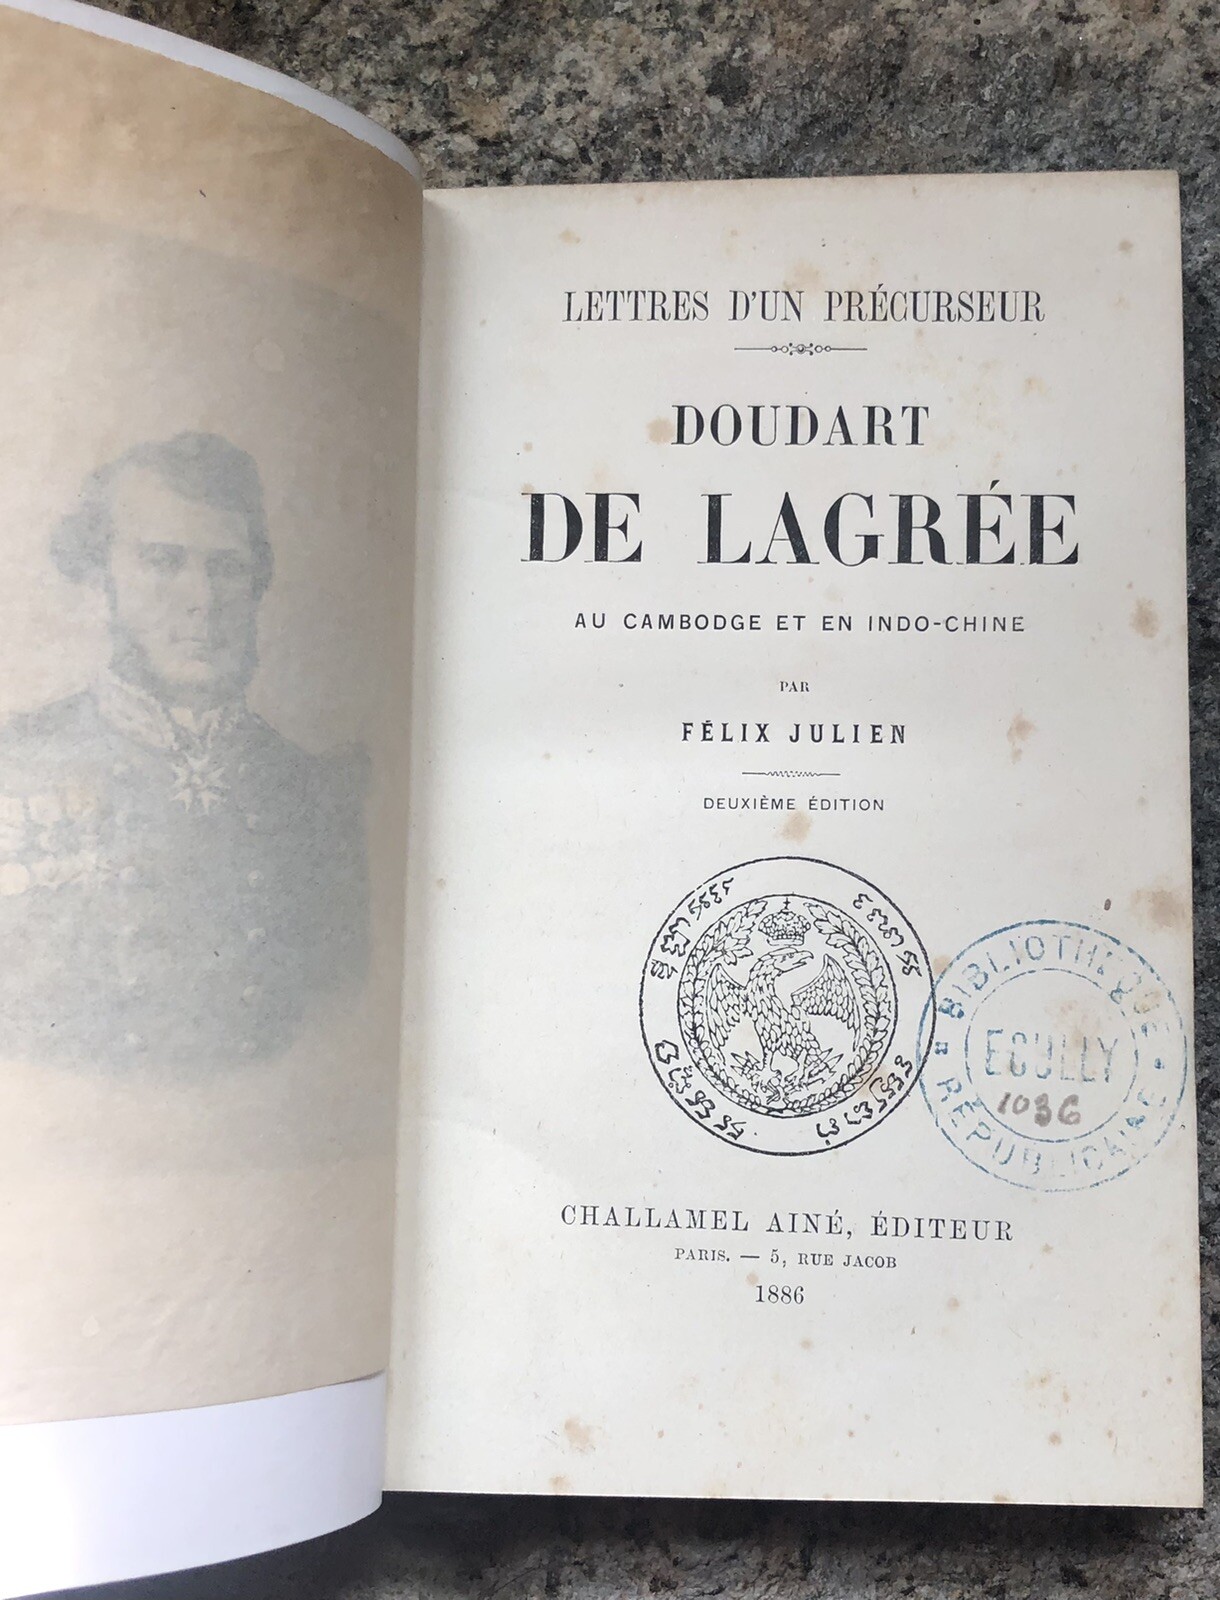 LETTRES D'UN PRÉCURSEUR
DOUDART
DE LAGRÉE
AU CAMBODGE ET EN INDO-CHINE
PAR
FÉLIX JULIEN
DEUXIÈME ÉDITION
BIBLIOTHÈQUE
ECULLY
1036
RÉPUBLICAINE
CHALLAMEL AINÉ, ÉDITEUR
PARIS. — 5, RUE JACOB
1886